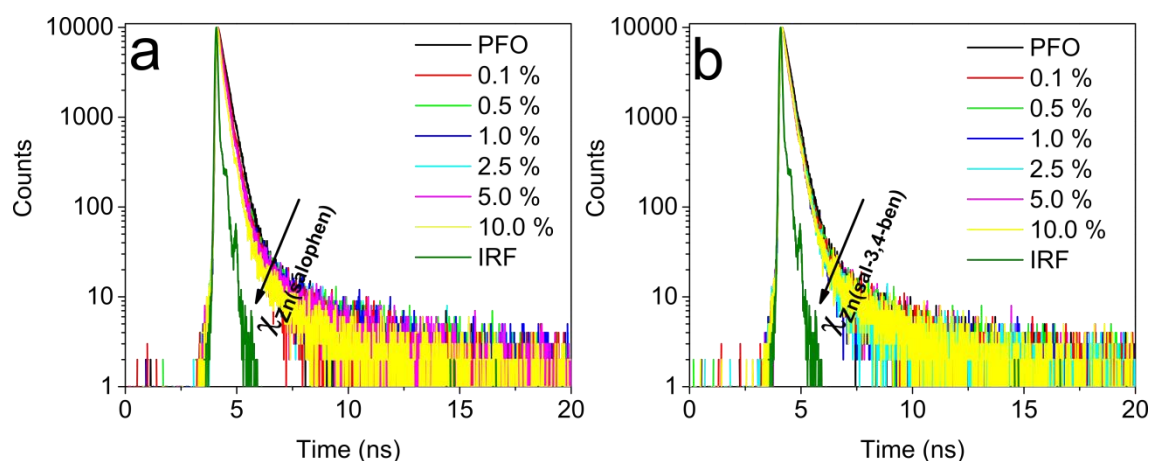 a
10000
1000
100
10
1
Counts
0
5
10
15
20
Time (ns)
PFO
0.1 %
0.5 %
1.0 %
2.5 %
5.0 %
10.0 %
IRF
χZn(salophen)
b
10000
1000
100
10
1
Counts
0
5
10
15
20
Time (ns)
PFO
0.1 %
0.5 %
1.0 %
2.5 %
5.0 %
10.0 %
IRF
χZn(sal-3,4-ben)